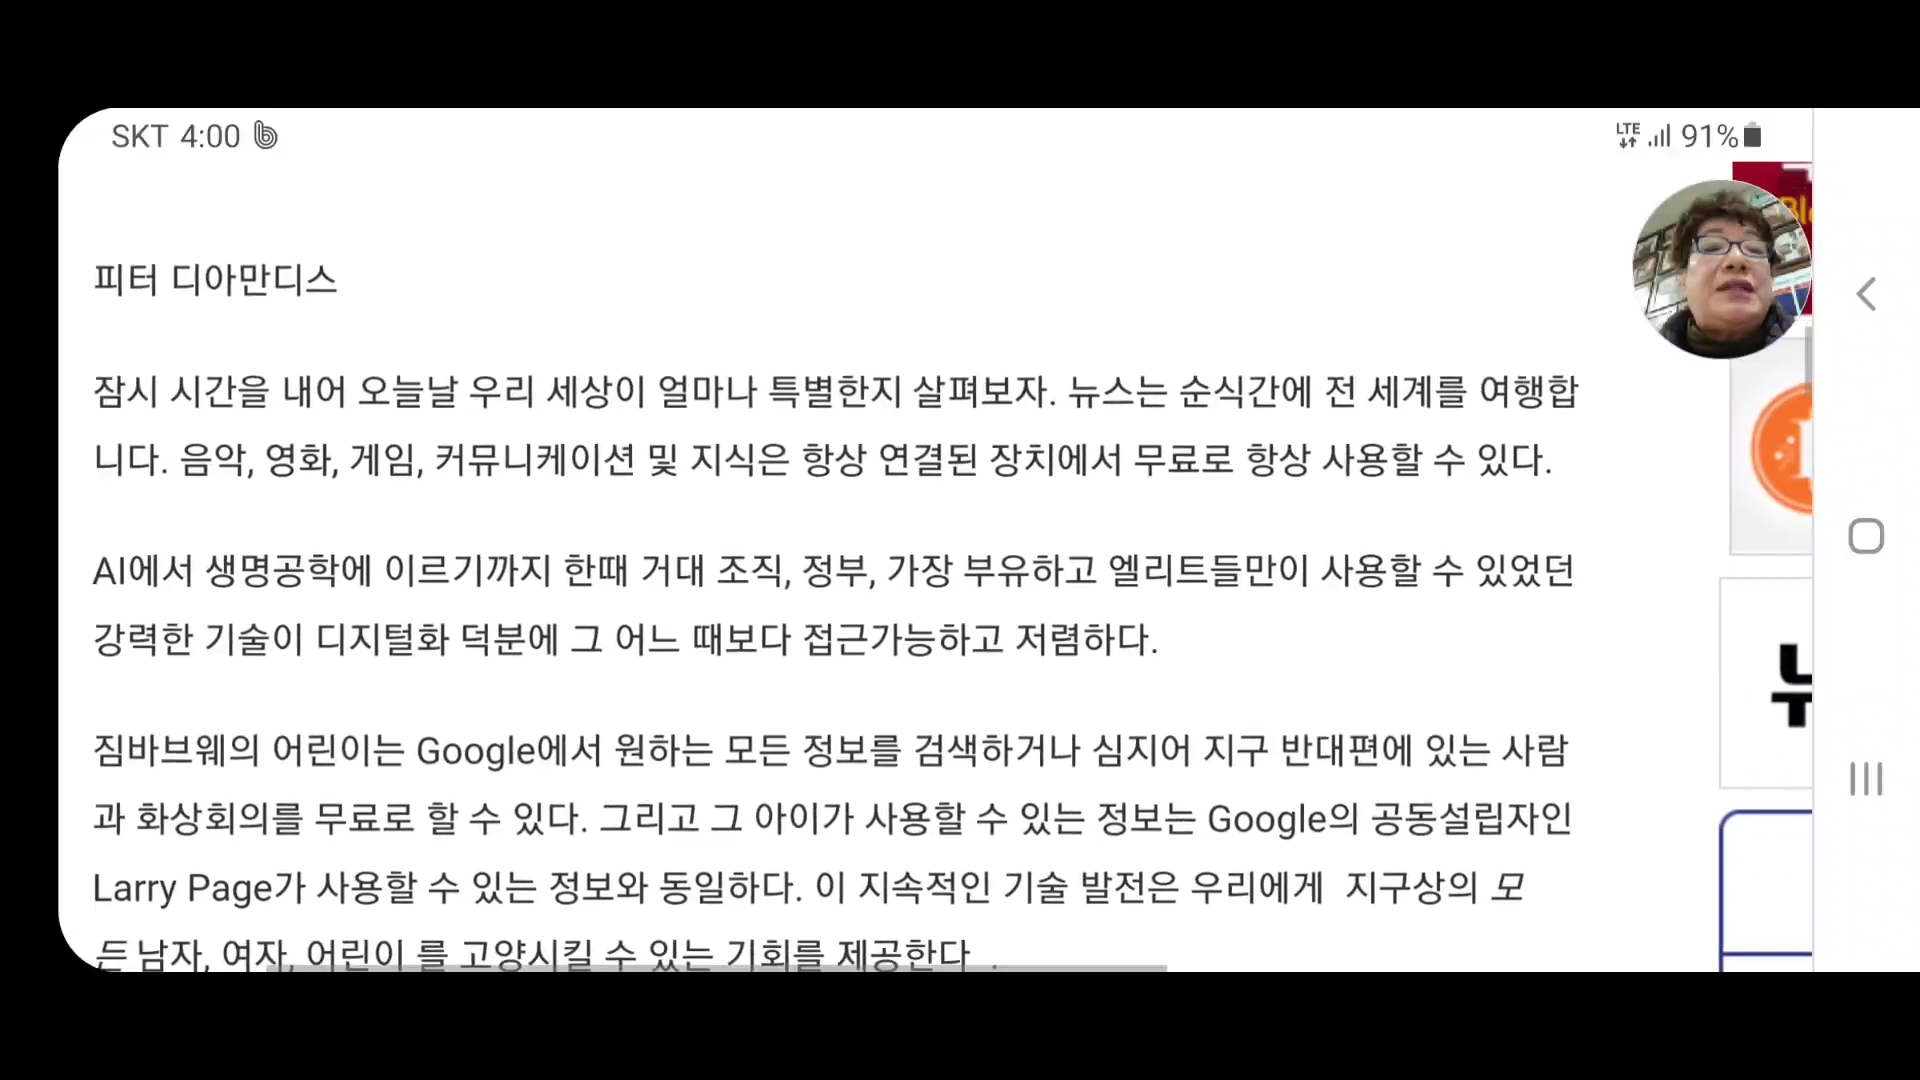 SKT 4:00
LTE 91%
피터 디아만디스
잠시 시간을 내어 오늘날 우리 세상이 얼마나 특별한지 살펴보자. 뉴스는 순식간에 전 세계를 여행합
니다. 음악, 영화, 게임, 커뮤니케이션 및 지식은 항상 연결된 장치에서 무료로 항상 사용할 수 있다.
AI에서 생명공학에 이르기까지 한때 거대 조직, 정부, 가장 부유하고 엘리트들만이 사용할 수 있었던
강력한 기술이 디지털화 덕분에 그 어느 때보다 접근가능하고 저렴하다.
짐바브웨의 어린이는 Google에서 원하는 모든 정보를 검색하거나 심지어 지구 반대편에 있는 사람
과 화상회의를 무료로 할 수 있다. 그리고 그 아이가 사용할 수 있는 정보는 Google의 공동설립자인
Larry Page가 사용할 수 있는 정보와 동일하다. 이 지속적인 기술 발전은 우리에게 지구상의 모
든 남자, 여자, 어린이 를 고양시킬 수 있는 기회를 제공한다 .